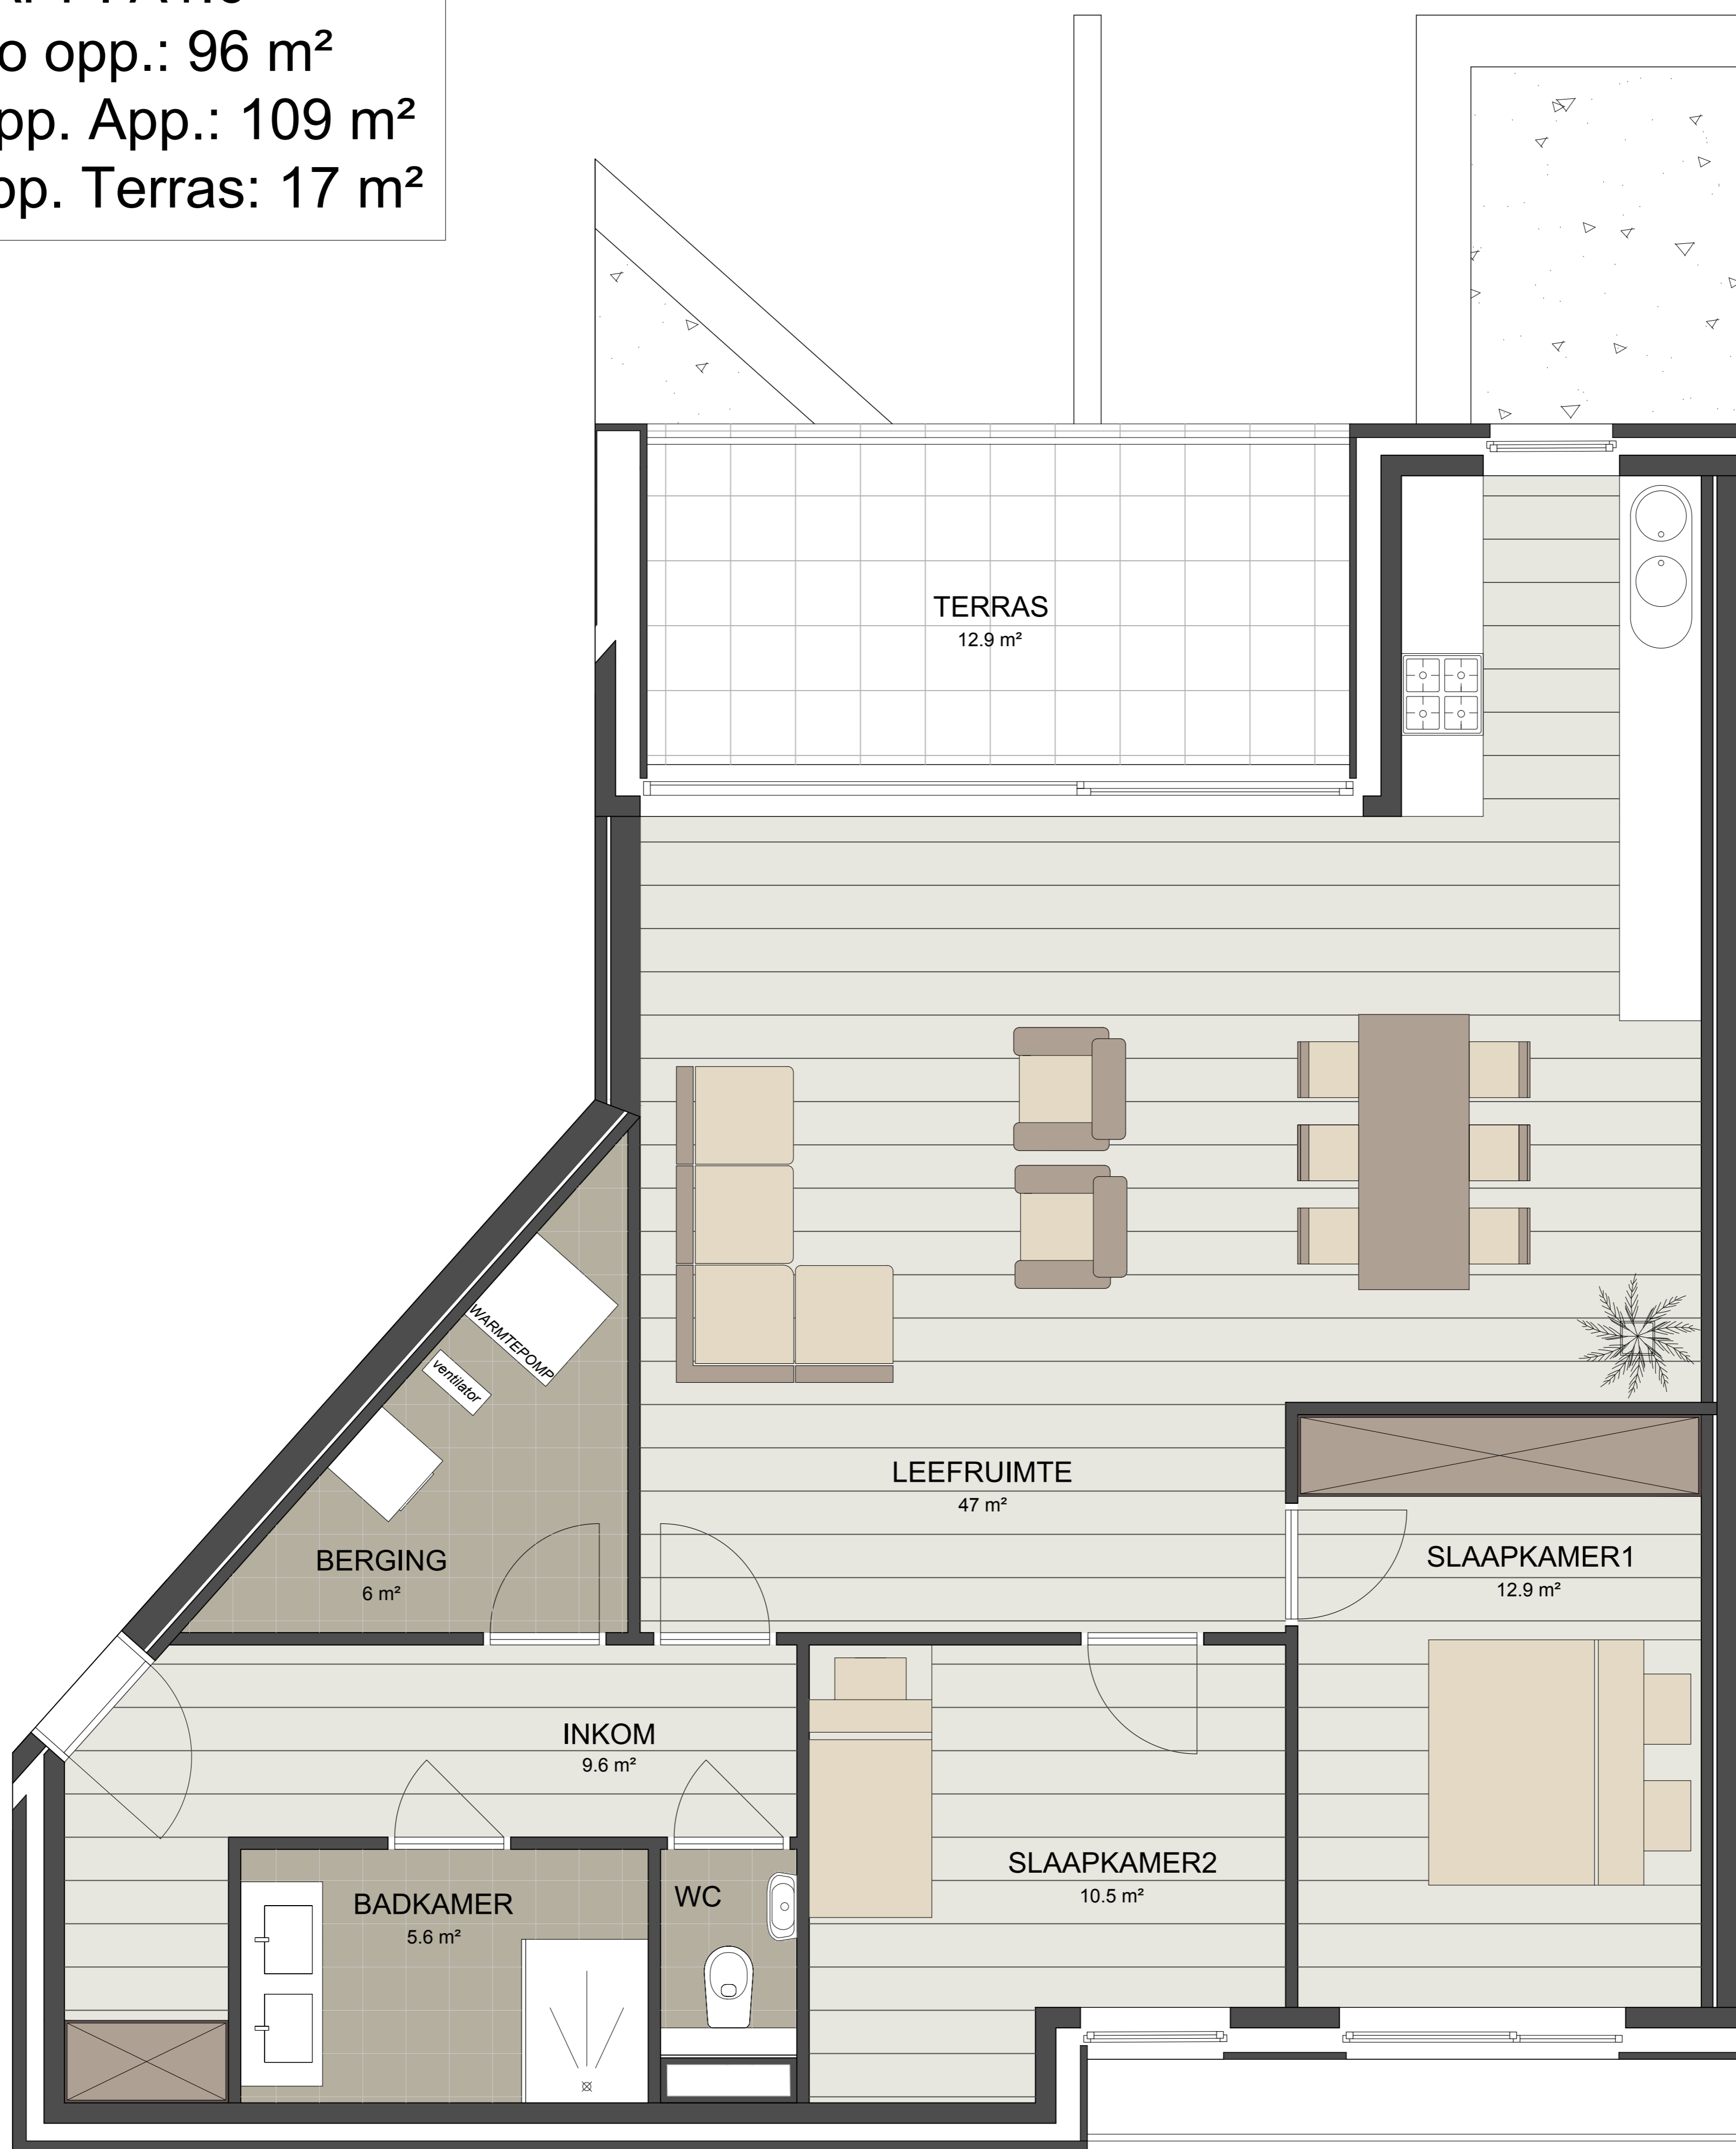 o opp.: 96 m²
pp. App.: 109 m²
pp. Terras: 17 m²
TERRAS
12.9 m²
WARMTEPOMP
ventilator
LEEFRUIMTE
47 m²
BERGING
6 m²
SLAAPKAMER1
12.9 m²
INKOM
9.6 m²
SLAAPKAMER2
10.5 m²
BADKAMER
5.6 m²
WC